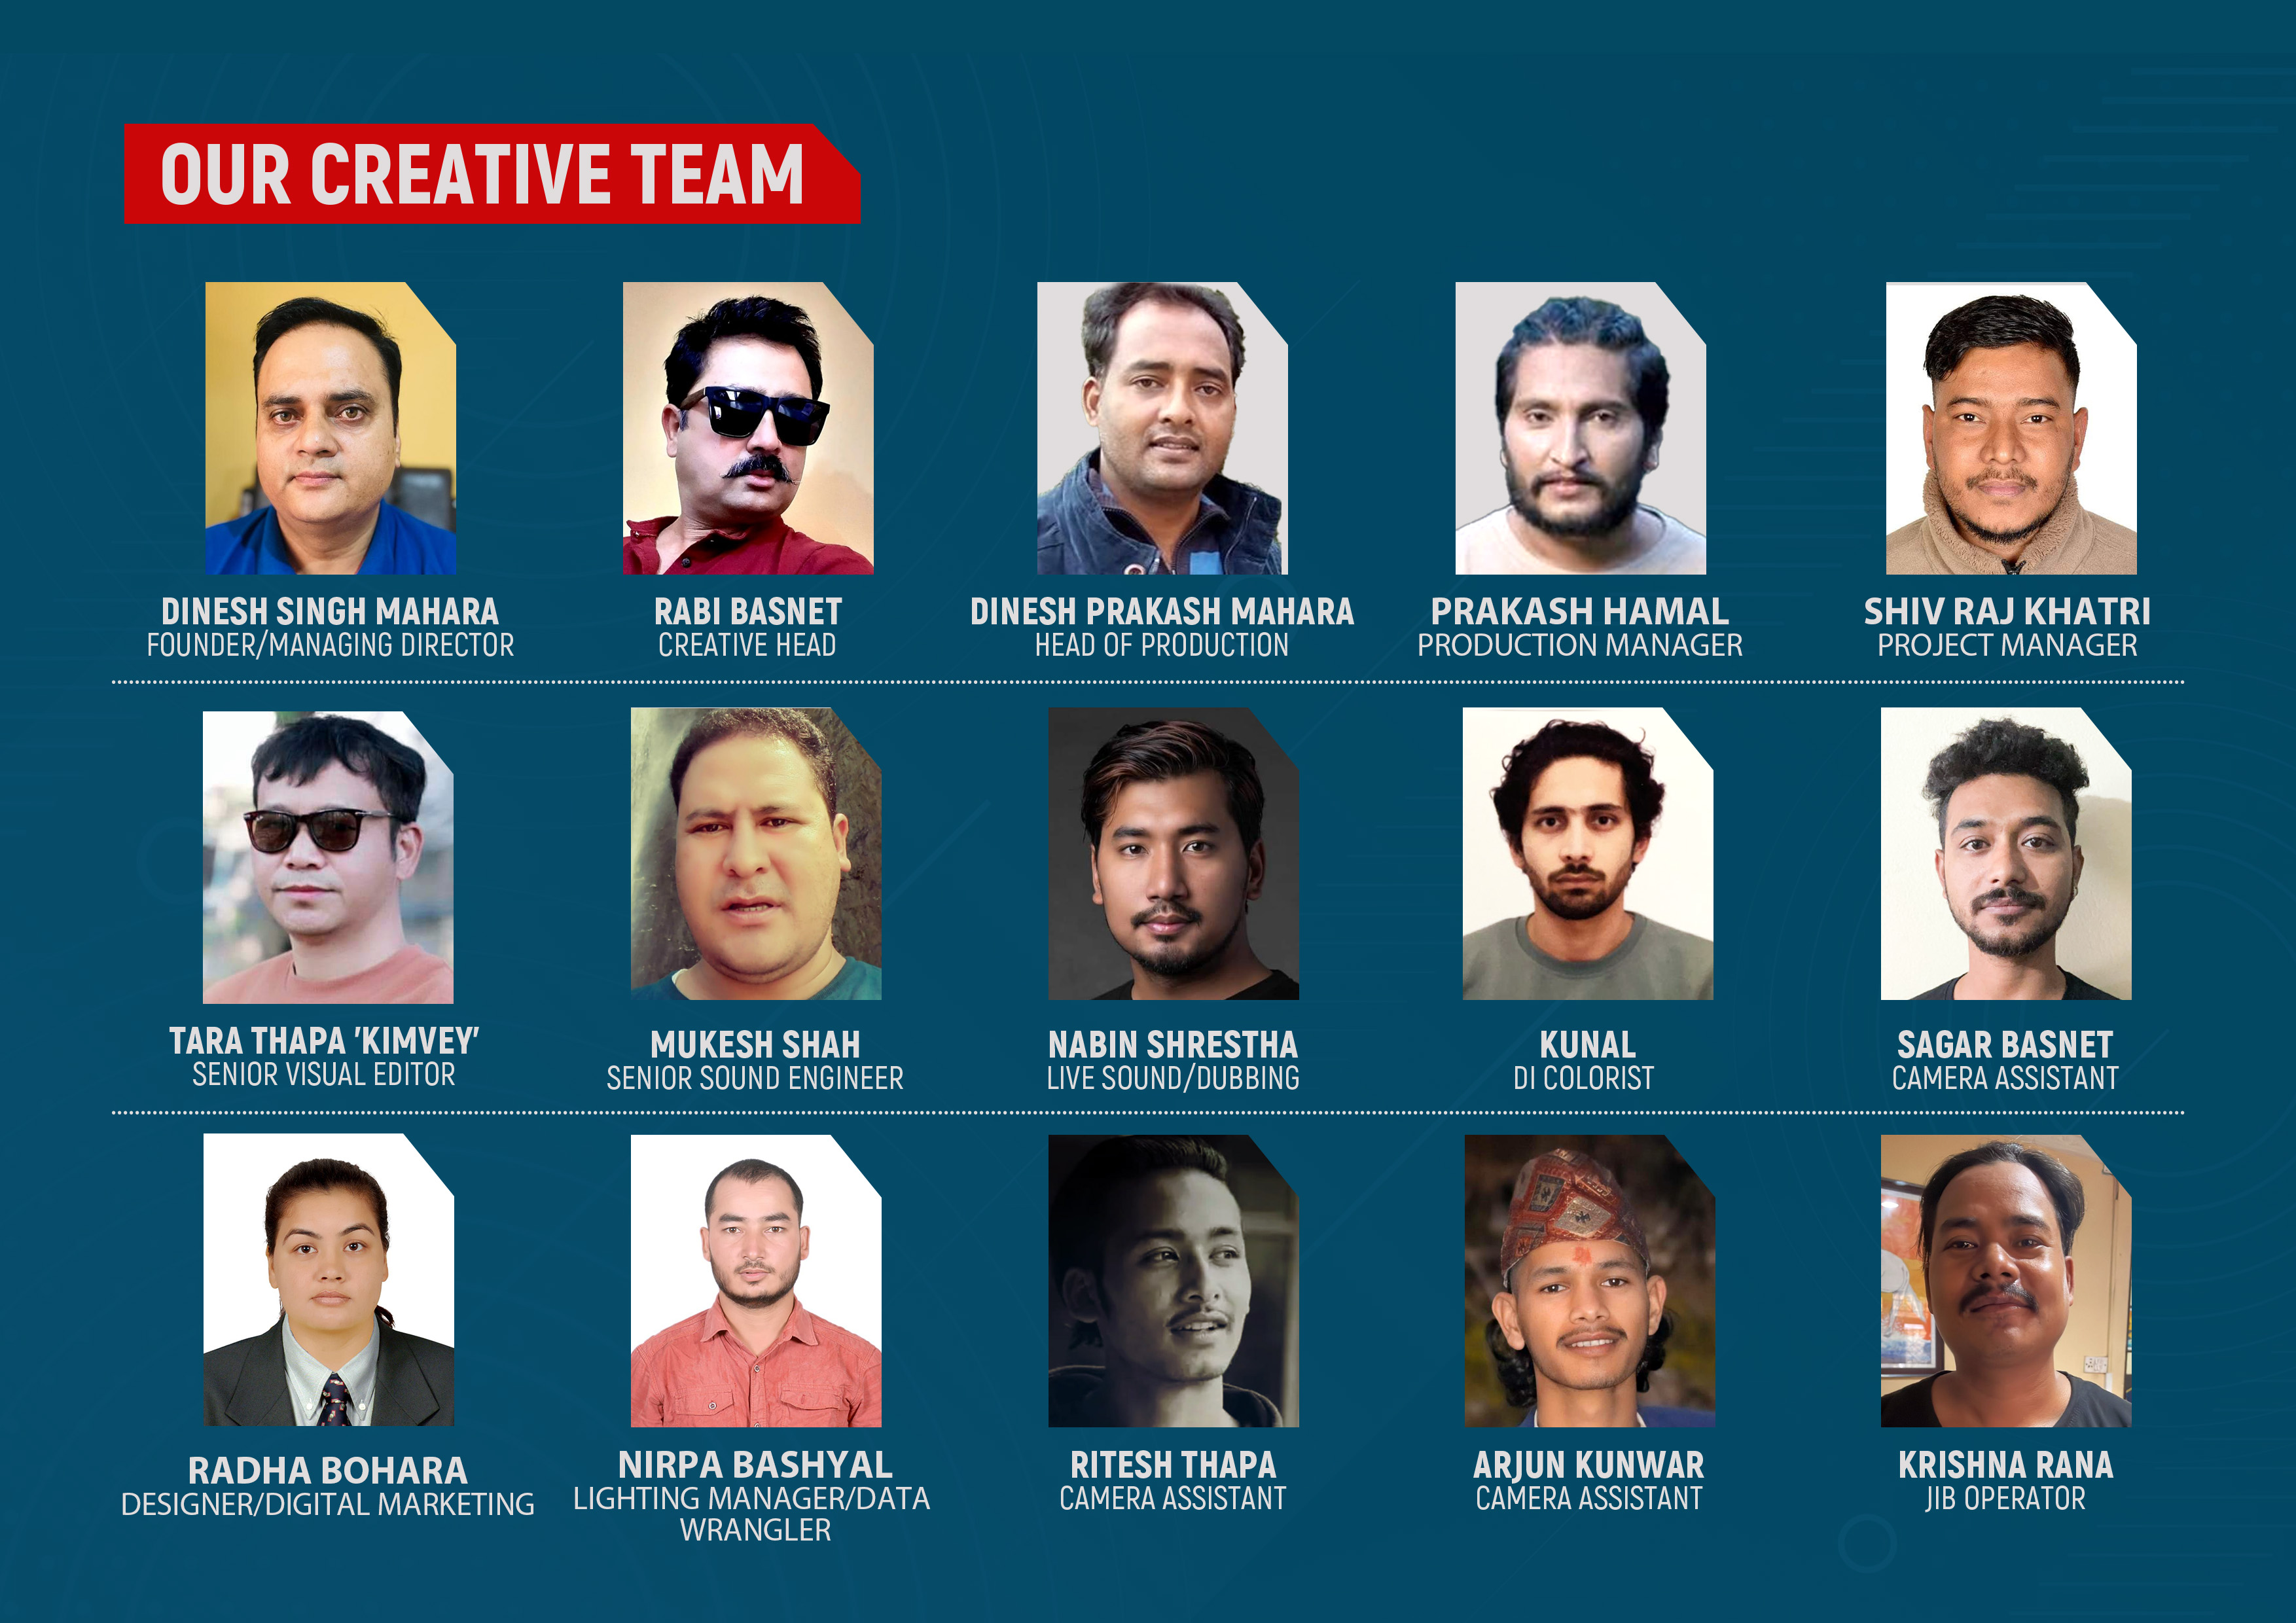 OUR CREATIVE TEAM
DINESH SINGH MAHARA
FOUNDER/MANAGING DIRECTOR
RABI BASNET
CREATIVE HEAD
DINESH PRAKASH MAHARA
HEAD OF PRODUCTION
PRAKASH HAMAL
PRODUCTION MANAGER
SHIV RAJ KHATRI
PROJECT MANAGER
TARA THAPA 'KIMVEY'
SENIOR VISUAL EDITOR
MUKESH SHAH
SENIOR SOUND ENGINEER
NABIN SHRESTHA
LIVE SOUND/DUBBING
KUNAL
DI COLORIST
SAGAR BASNET
CAMERA ASSISTANT
RADHA BOHARA
DESIGNER/DIGITAL MARKETING
NIRPA BASHYAL
LIGHTING MANAGER/DATA
WRANGLER
RITESH THAPA
CAMERA ASSISTANT
ARJUN KUNWAR
CAMERA ASSISTANT
KRISHNA RANA
JIB OPERATOR